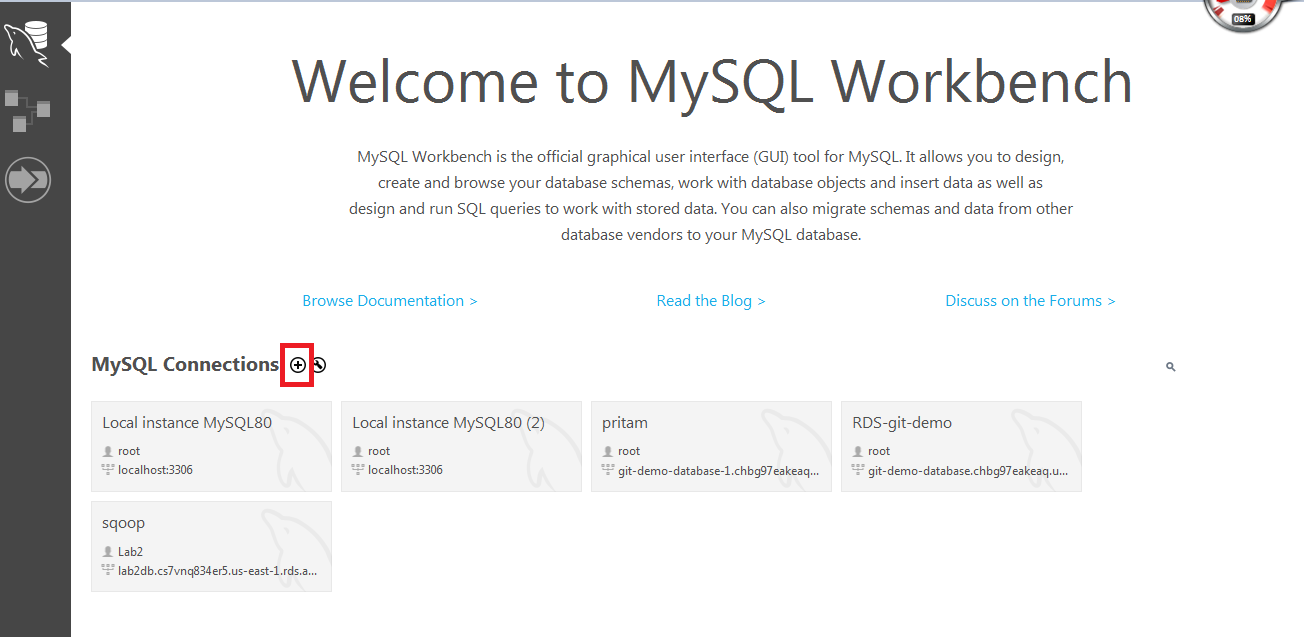 08%
Welcome to MySQL Workbench
MySQL Workbench is the official graphical user interface (GUI) tool for MySQL. It allows you to design,
create and browse your database schemas, work with database objects and insert data as well as
design and run SQL queries to work with stored data. You can also migrate schemas and data from other
database vendors to your MySQL database.
Browse Documentation >
Read the Blog >
Discuss on the Forums >
MySQL Connections
Local instance MySQL80
root
localhost:3306
Local instance MySQL80 (2)
root
localhost:3306
pritam
root
git-demo-database-1.chbg97eakeaq...
RDS-git-demo
root
git-demo-database.chbg97eakeaq.u...
sqoop
Lab2
lab2db.cs7vnq834er5.us-east-1.rds.a...